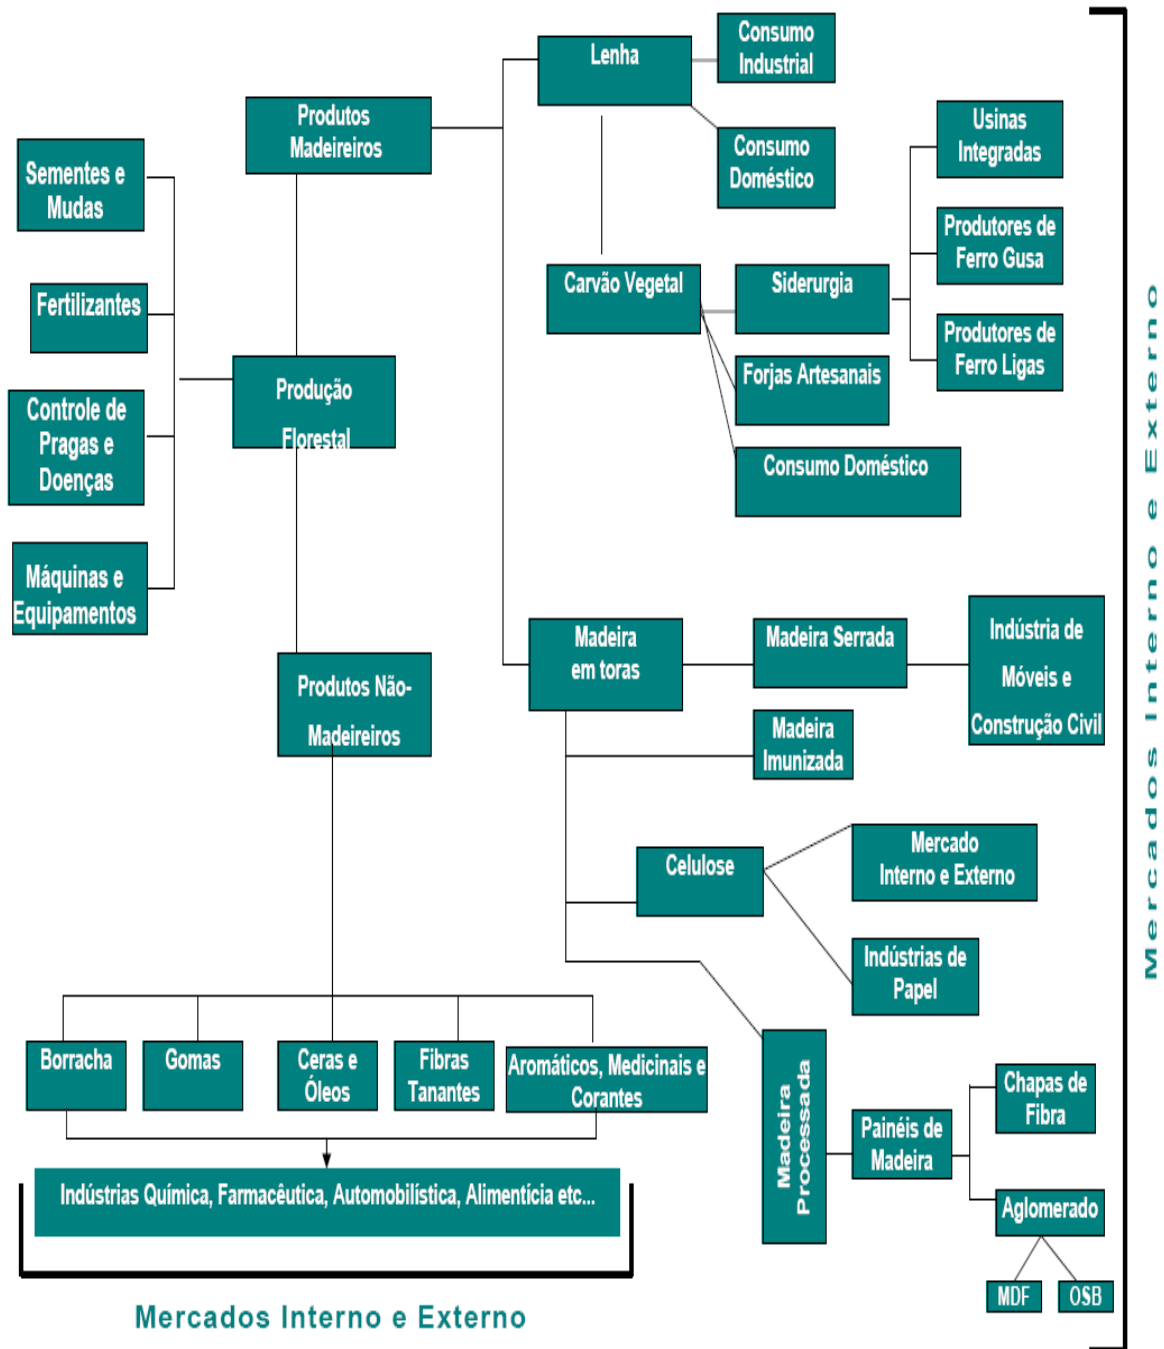 Lenha
Consumo
Industrial
Produtos
Madeireiros
Consumo
Doméstico
Usinas
Integradas
Sementes e
Mudas
Produtores de
Ferro Gusa
Carvão Vegetal
Siderurgia
Fertilizantes
Produtores de
Ferro Ligas
Forjas Artesanais
Produção
Florestal
Controle de
Pragas e
Doenças
Consumo Doméstico
Máquinas e
Equipamentos
Madeira
em toras
Madeira Serrada
Indústria de
Móveis e
Construção Civil
Produtos Não-
Madeireiros
Madeira
Imunizada
Celulose
Mercado
Interno e Externo
Indústrias de
Papel
Borracha
Gomas
Ceras e
Óleos
Fibras
Tanantes
Aromáticos, Medicinais e
Corantes
Madeira
Processada
Painéis de
Madeira
Chapas de
Fibra
Aglomerado
MDF
OSB
Indústrias Química, Farmacêutica, Automobilística, Alimentícia etc...
Mercados Interno e Externo
Mercados Interno e Externo